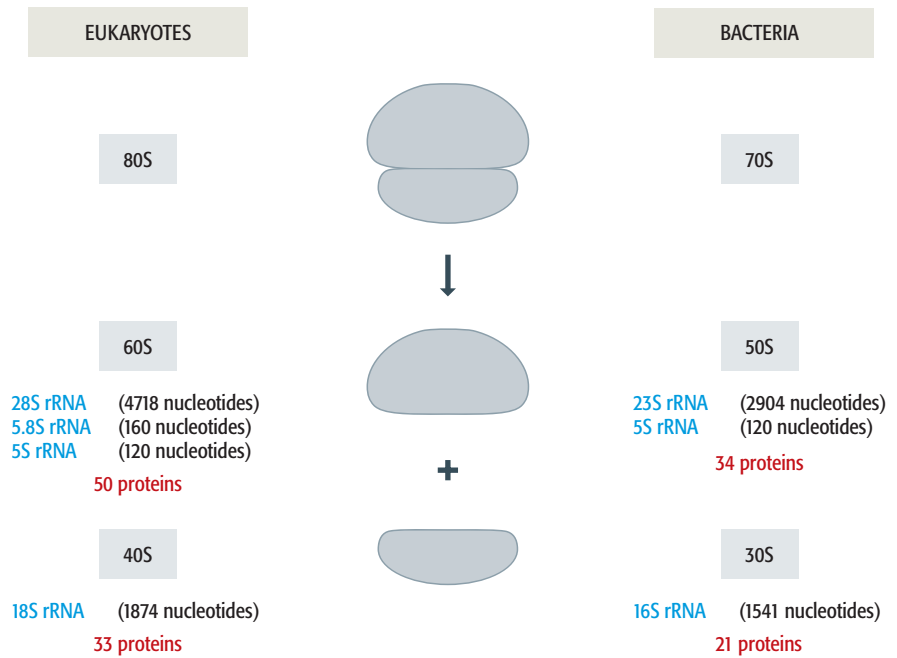 EUKARYOTES
BACTERIA
80S
70S
60S
50S
28S rRNA (4718 nucleotides)
5.8S rRNA (160 nucleotides)
5S rRNA (120 nucleotides)
50 proteins
23S rRNA (2904 nucleotides)
5S rRNA (120 nucleotides)
34 proteins
+
40S
30S
18S rRNA (1874 nucleotides)
33 proteins
16S rRNA (1541 nucleotides)
21 proteins